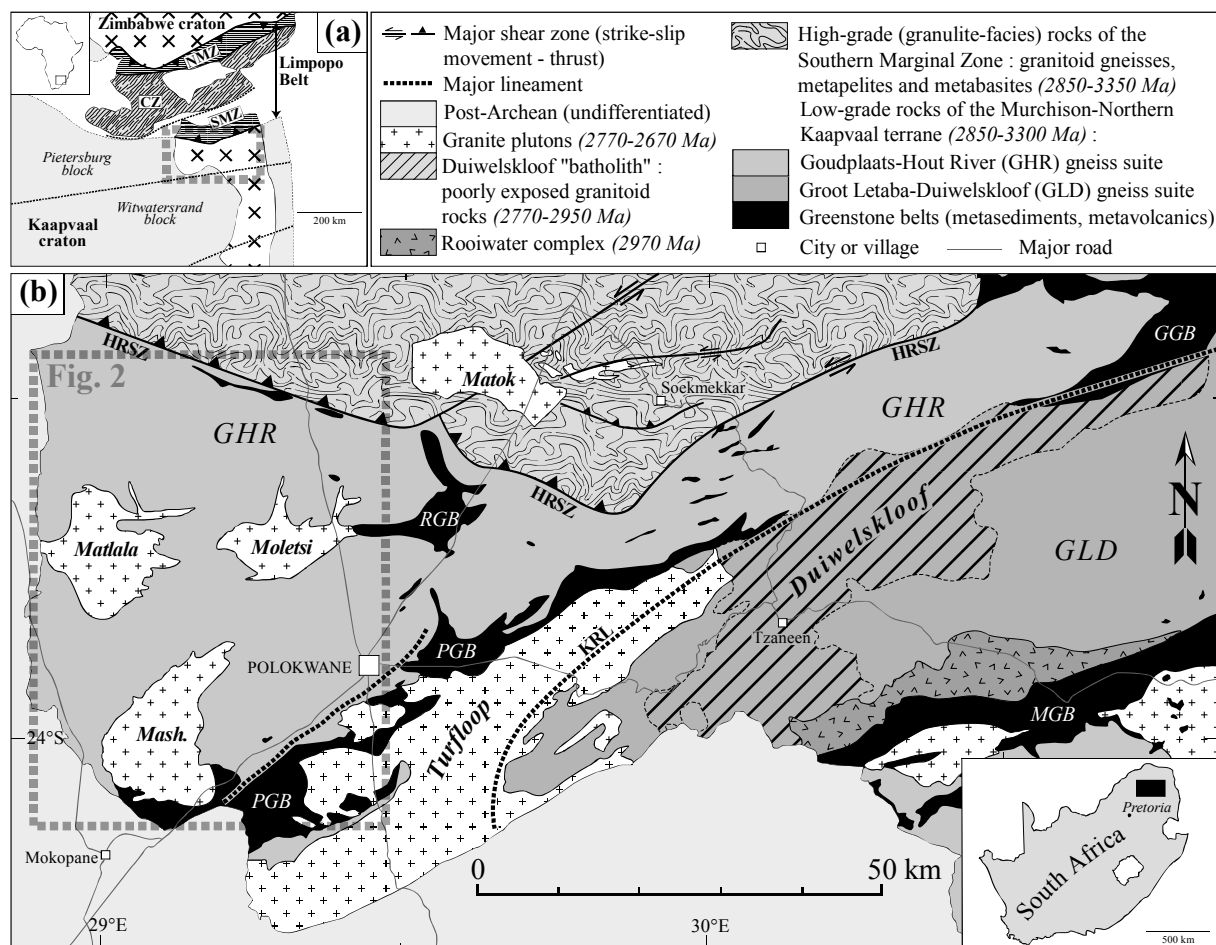 Zimbabwe craton
(a)
NMZ
Limpopo
Belt
CZ
SMZ
Pietersburg
block
Witwatersrand
block
Kaapvaal
craton
200 km
Major shear zone (strike-slip
movement - thrust)
Major lineament
Post-Archean (undifferentiated)
Granite plutons (2770-2670 Ma)
Duiwelskloof "batholith" :
poorly exposed granitoid
rocks (2770-2950 Ma)
Rooiwater complex (2970 Ma)
High-grade (granulite-facies) rocks of the
Southern Marginal Zone : granitoid gneisses,
metapelites and metabasites (2850-3350 Ma)
Low-grade rocks of the Murchison-Northern
Kaapvaal terrane (2850-3300 Ma) :
Goudplaats-Hout River (GHR) gneiss suite
Groot Letaba-Duiwelskloof (GLD) gneiss suite
Greenstone belts (metasediments, metavolcanics)
City or village
Major road
(b)
HRSZ
Fig. 2
Matok
Soekmekkar
HRSZ
GGB
GHR
GHR
HRSZ
RGB
Matlala
Moletsi
Duiwelskloof
GLD
N
Tzaneen
PGB
KRL
POLOKWANE
Turfloop
Mash.
MGB
24°S
PGB
Mokopane
0
50 km
29°E
30°E
Pretoria
South Africa
500 km